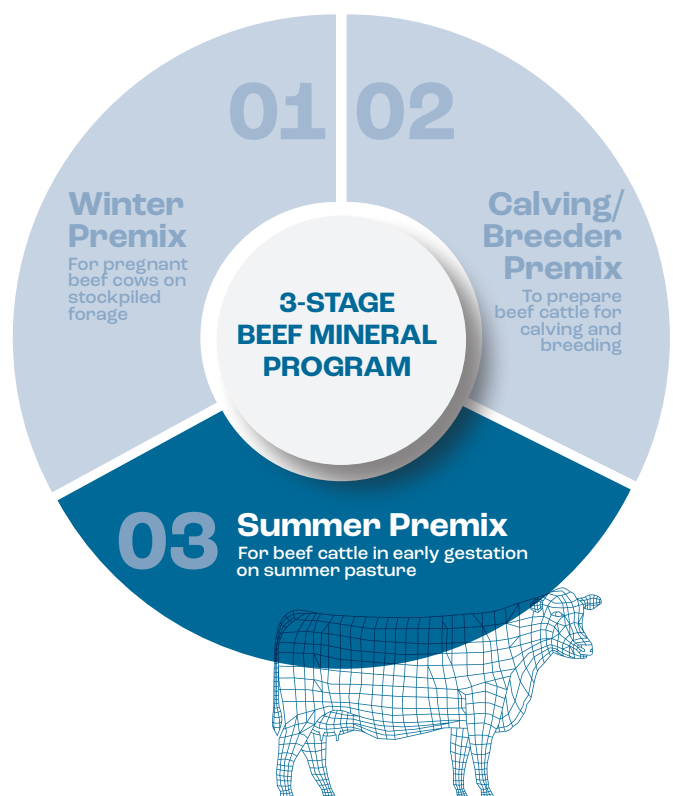 01
Winter
Premix
For pregnant
beef cows on
stockpiled
forage
02
Calving/
Breeder
Premix
To prepare
beef cattle for
calving and
breeding
3-STAGE
BEEF MINERAL
PROGRAM
03
Summer Premix
For beef cattle in early gestation
on summer pasture